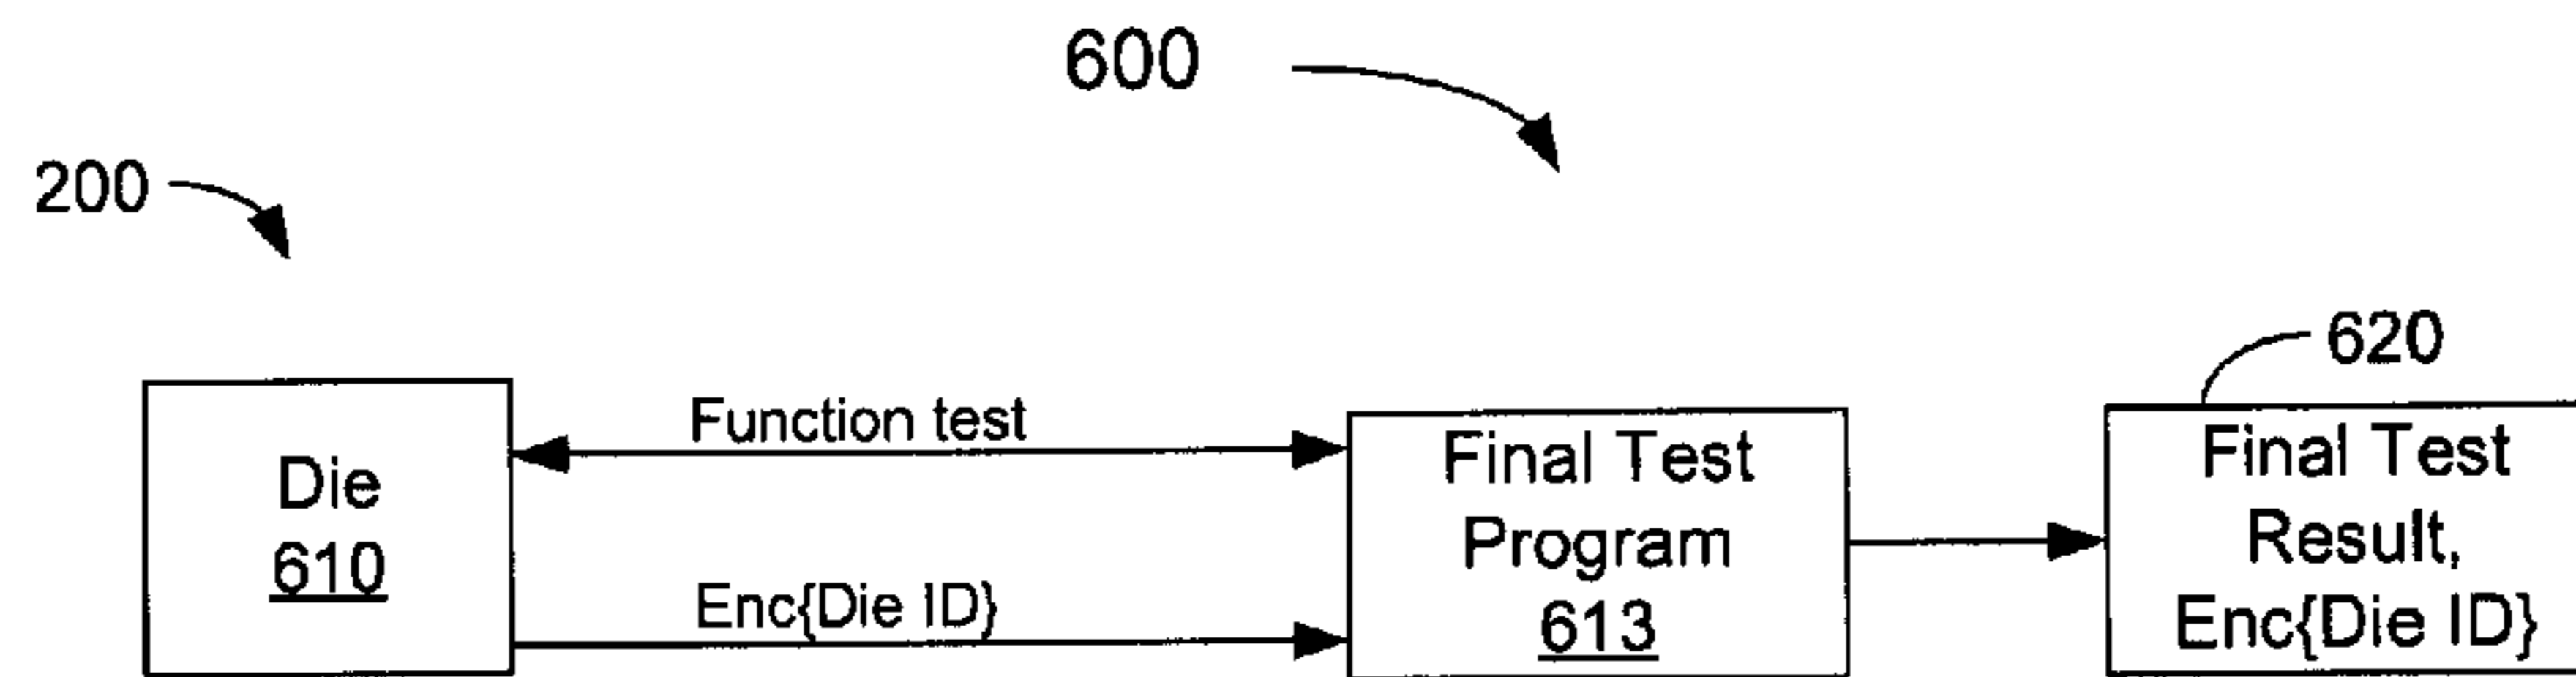 600
200
620
Function test
Die
610
Enc{Die ID}
Final Test
Program
613
Final Test
Result,
Enc{Die ID}